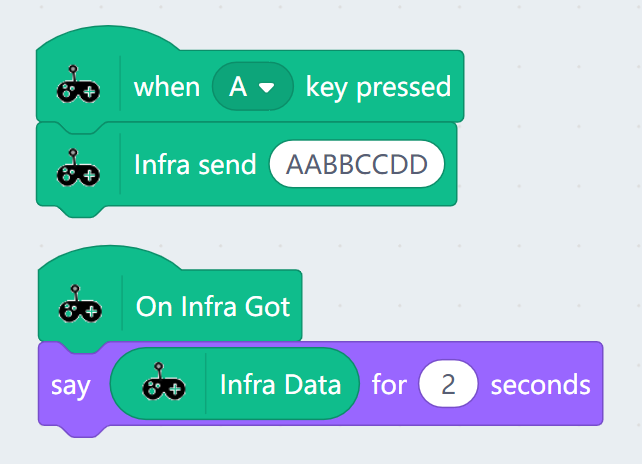 when A key pressed
Infra send AABBCCDD
On Infra Got
say Infra Data for 2 seconds